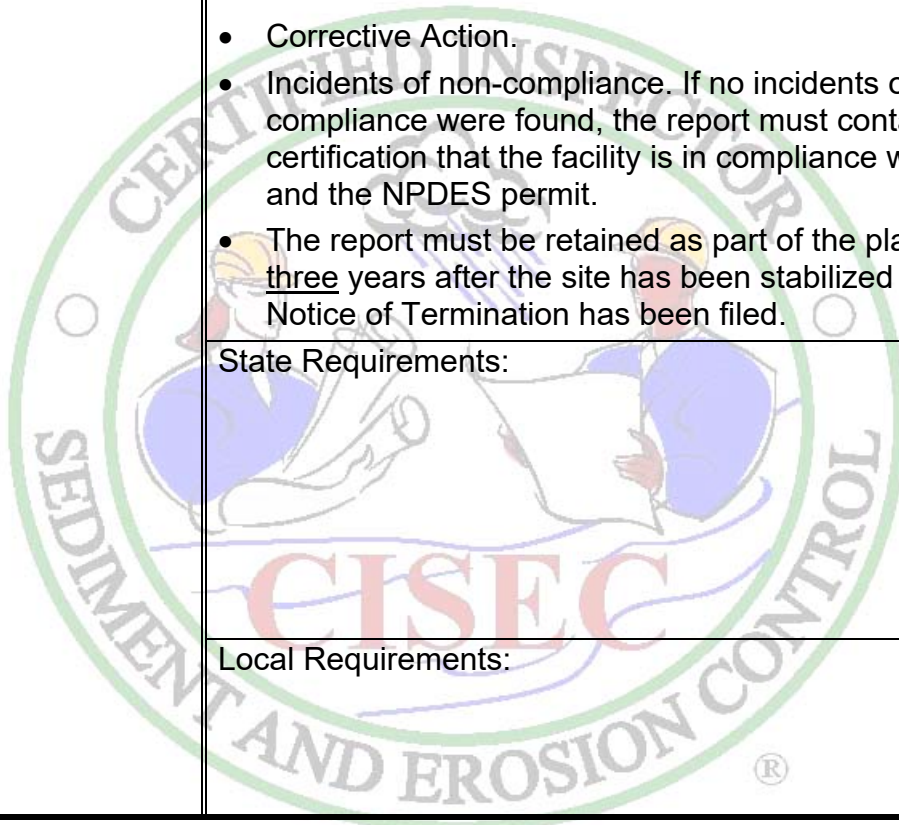 • Corrective Action.
• Incidents of non-compliance. If no incidents
compliance were found, the report must
certification that the facility is in compliance
and the NPDES permit.
• The report must be retained as part of the
three years after the site has been stabilized
Notice of Termination has been filed.
State Requirements:
Local Requirements:
CERTIFIED INSPECTOR
SEDIMENT AND EROSION CONTROL
CISEC
®